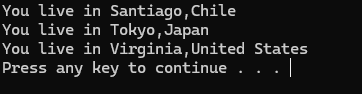 You live in Santiago,Chile
You live in Tokyo,Japan
You live in Virginia,United States
Press any key to continue . . .